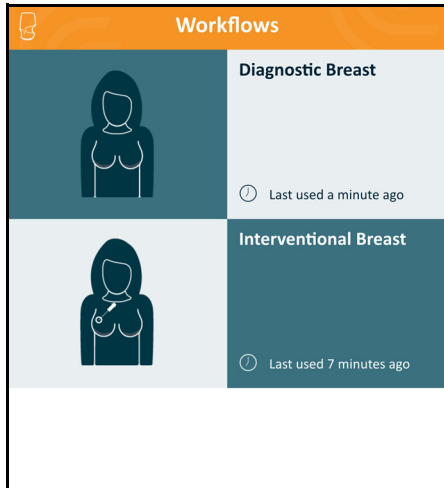 Workflows
Diagnostic Breast
Last used a minute ago
Interventional Breast
Last used 7 minutes ago